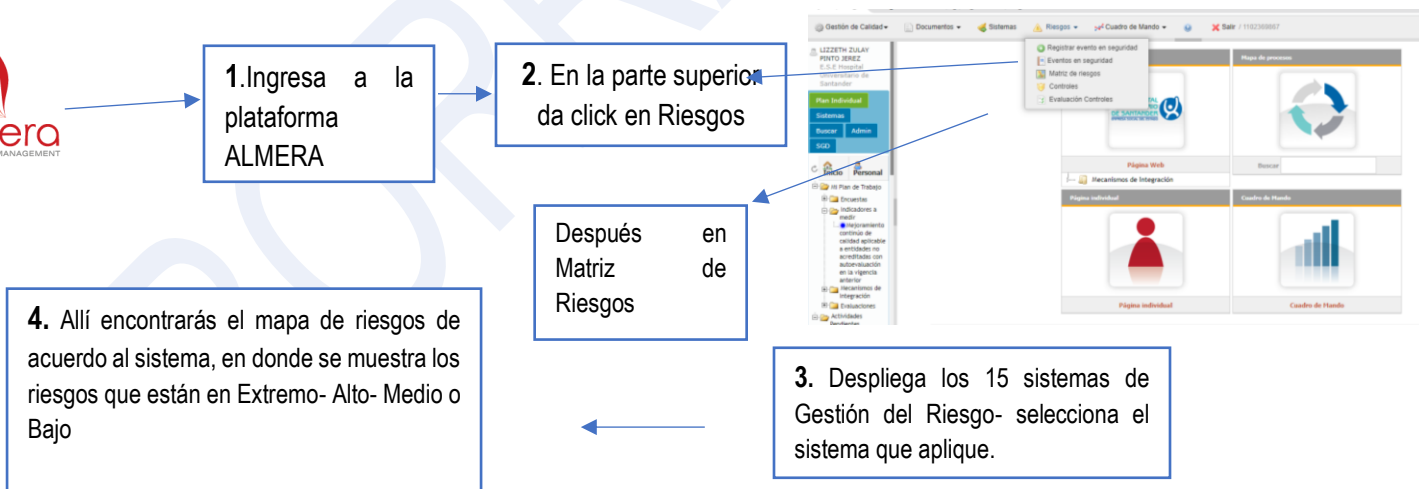 era
MANAGEMENT
1.Ingresa a la
plataforma
ALMERA
2. En la parte superior
da click en Riesgos
Después en
Matriz de
Riesgos
3. Despliega los 15 sistemas de
Gestión del Riesgo- selecciona el
sistema que aplique.
4. Allí encontrarás el mapa de riesgos de
acuerdo al sistema, en donde se muestra los
riesgos que están en Extremo- Alto- Medio o
Bajo
Gestión de Calidad Documentos Sistemas Riesgos Cuadro de Mando Salir
Registrar evento en seguridad
Eventos en seguridad
Matriz de riesgos
Controles
Evaluación Controles
LIZZETH ZULAY
PINTO JEREZ
E.S.E Hospital
Universitario de
Santander
Plan Individual
Sistemas
Buscar Admin
SGD
Inicio Personal
Mi Plan de Trabajo
Encuestas
Indicadores a
medir
Mejoramiento
continúo de
calidad aplicable
a entidades no
acreditadas con
autoevaluación
en la vigencia
anterior
Mecanismos de
Integración
Evaluaciones
Actividades
Pendientes
Mapa de procesos
DE SANTANDER
Página Web
Mecanismos de Integración
Buscar
Página individual
Cuadro de Mando
Página individual
Cuadro de Mando